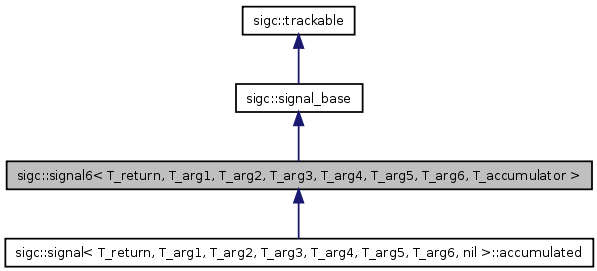 sigc::trackable
sigc::signal_base
sigc::signal6< T_return, T_arg1, T_arg2, T_arg3, T_arg4, T_arg5, T_arg6, T_accumulator >
sigc::signal< T_return, T_arg1, T_arg2, T_arg3, T_arg4, T_arg5, T_arg6, nil >::accumulated